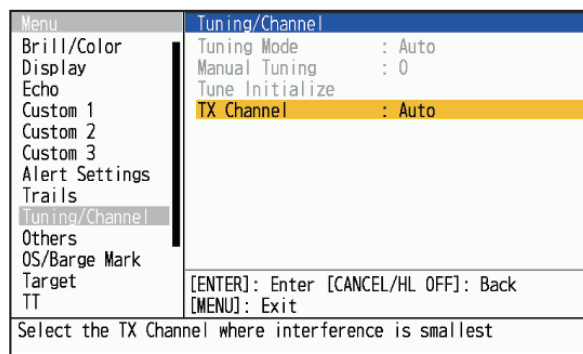 Menu
Brill/Color
Display
Echo
Custom 1
Custom 2
Custom 3
Alert Settings
Trails
Tuning/Channel
Others
OS/Barge Mark
Target
TT
Tuning/Channel
Tuning Mode : Auto
Manual Tuning : 0
Tune Initialize
TX Channel : Auto
[ENTER]: Enter [CANCEL/HL OFF]: Back
[MENU]: Exit
Select the TX Channel where interference is smallest